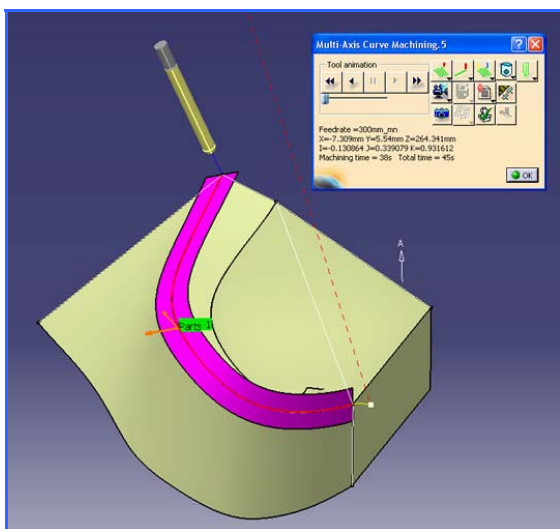 Multi-Axis Curve Machining.5
Tool animation
Feedrate =300mm_mn
X=-7.309mm Y=5.54mm Z=264.341mm
I=-0.130864 J=0.339079 K=0.931612
Machining time = 38s Total time = 45s
OK
A
Parts 1